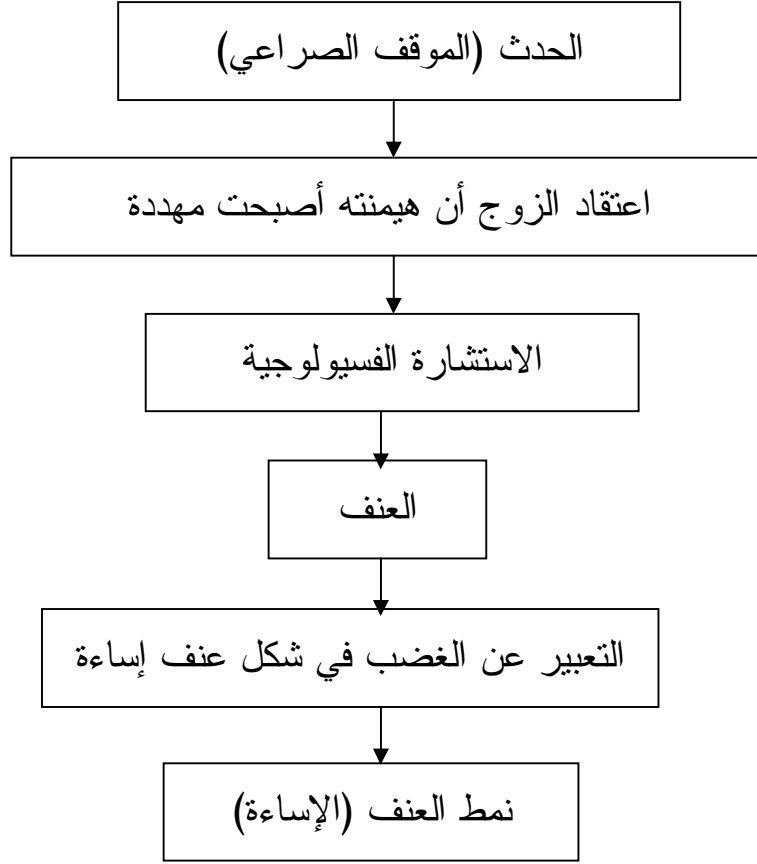 الحدث (الموقف الصراعي)
اعتقاد الزوج أن هيمنته أصبحت مهددة
الاستشارة الفسيولوجية
العنف
التعبير عن الغضب في شكل عنف إساءة
نمط العنف (الإساءة)